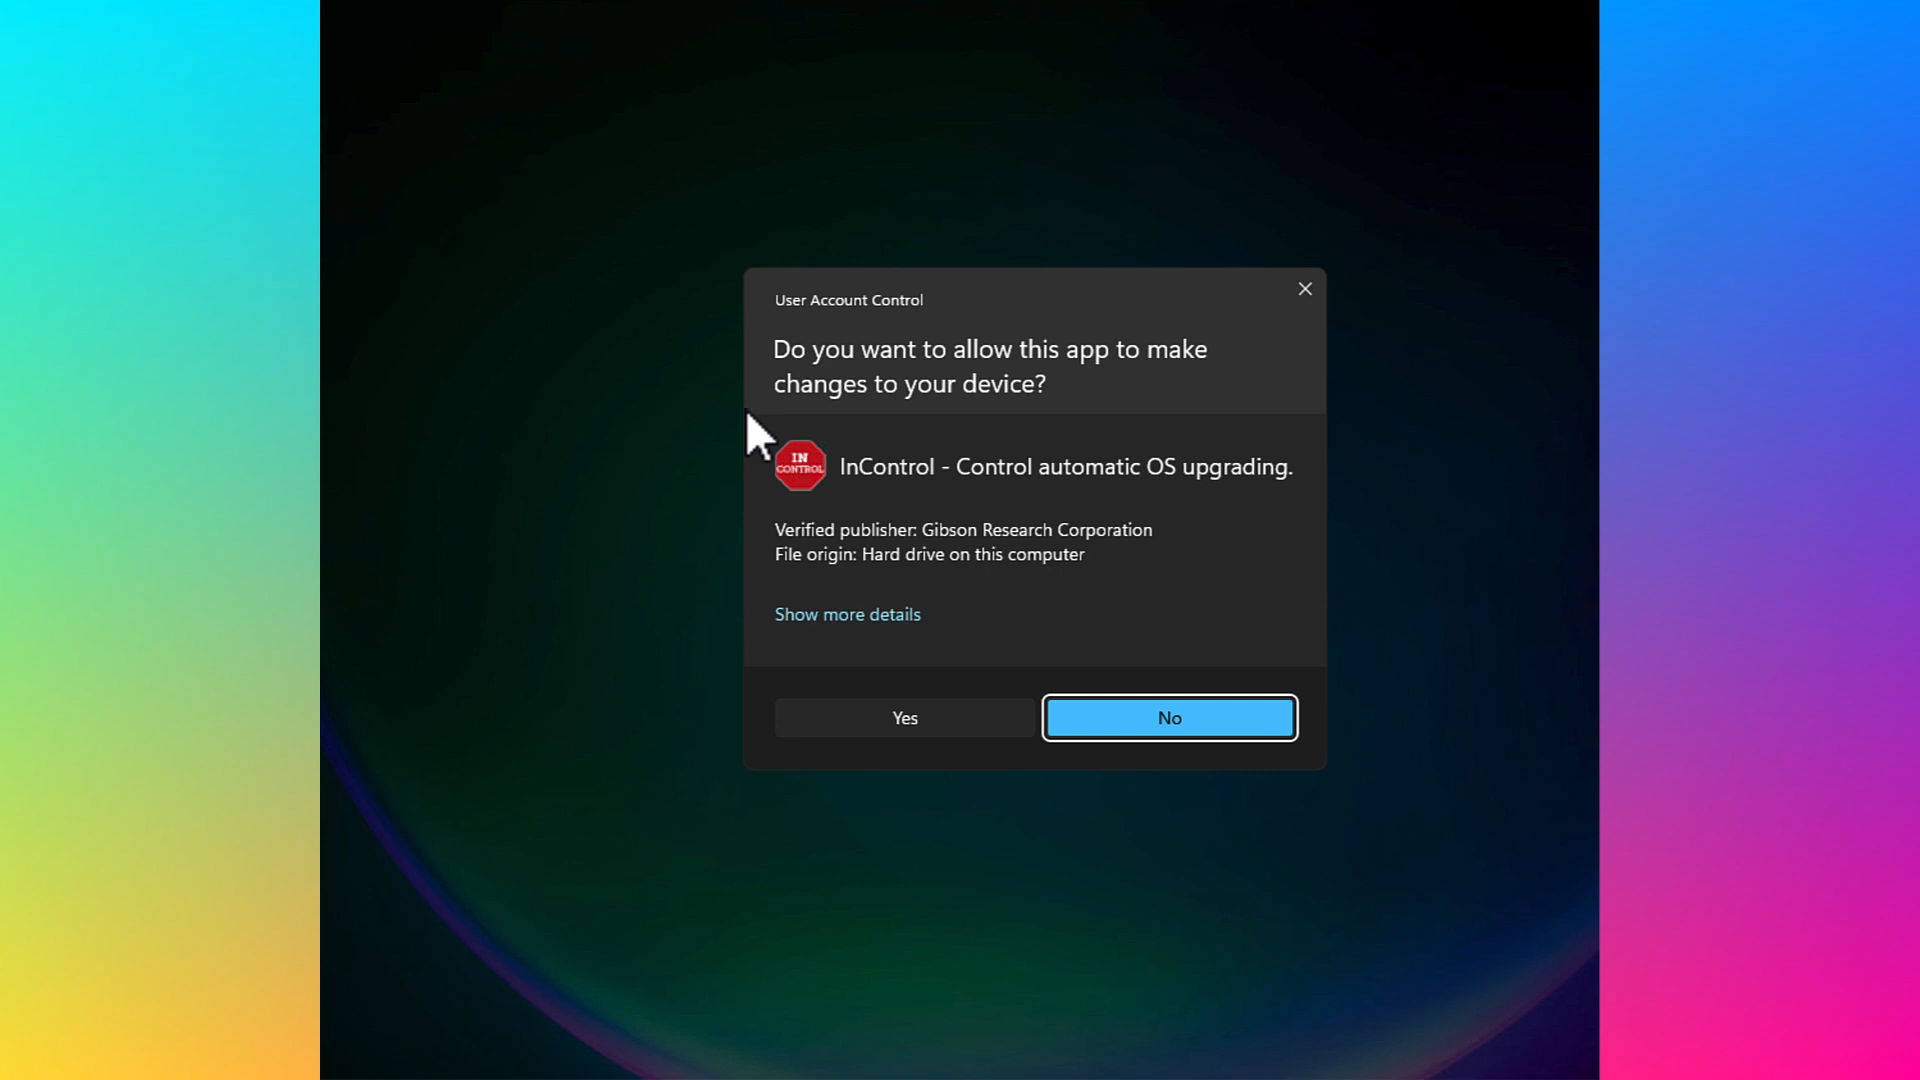 User Account Control
Do you want to allow this app to make
changes to your device?
IN
CONTROL
InControl - Control automatic OS upgrading.
Verified publisher: Gibson Research Corporation
File origin: Hard drive on this computer
Show more details
Yes
No